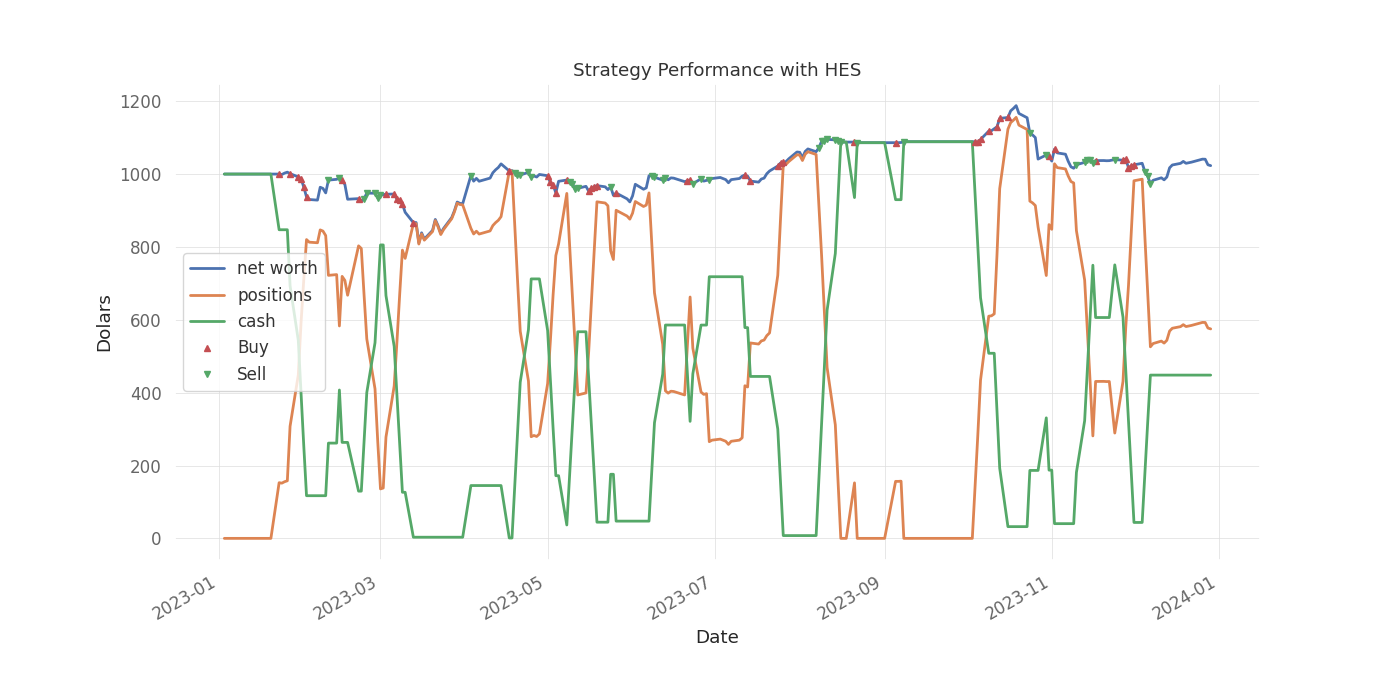 Strategy Performance with HES
1200
1000
800
600
400
200
0
Dolars
net worth
positions
cash
Buy
Sell
2023-01
2023-03
2023-05
2023-07
2023-09
2023-11
2024-01
Date